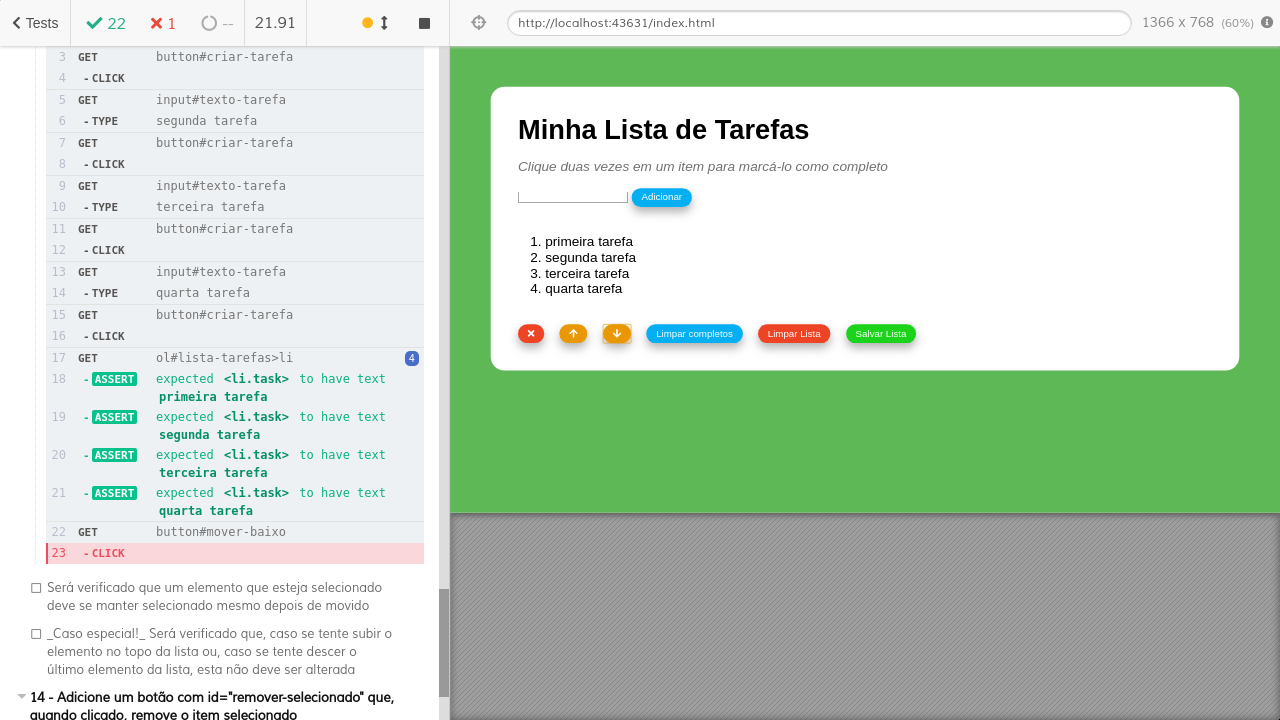 Tests
22
1
--
21.91
http://localhost:43631/index.html
1366 x 768 (60%)
3 GET button#criar-tarefa
4 -CLICK
5 GET input#texto-tarefa
6 -TYPE segunda tarefa
7 GET button#criar-tarefa
8 -CLICK
9 GET input#texto-tarefa
10 -TYPE terceira tarefa
11 GET button#criar-tarefa
12 -CLICK
13 GET input#texto-tarefa
14 -TYPE quarta tarefa
15 GET button#criar-tarefa
16 -CLICK
17 GET ol#lista-tarefas>li 4
18 -ASSERT expected <li.task> to have text
primeira tarefa
19 -ASSERT expected <li.task> to have text
segunda tarefa
20 -ASSERT expected <li.task> to have text
terceira tarefa
21 -ASSERT expected <li.task> to have text
quarta tarefa
22 GET button#mover-baixo
23 -CLICK
Será verificado que um elemento que esteja selecionado
deve se manter selecionado mesmo depois de movido
_Caso especial!_ Será verificado que, caso se tente subir o
elemento no topo da lista ou, caso se tente descer o
último elemento da lista, esta não deve ser alterada
14 - Adicione um botão com id="remover-selecionado" que,
quando clicado, remove o item selecionado
Minha Lista de Tarefas
Clique duas vezes em um item para marcá-lo como completo
Adicionar
1. primeira tarefa
2. segunda tarefa
3. terceira tarefa
4. quarta tarefa
Limpar completos
Limpar Lista
Salvar Lista